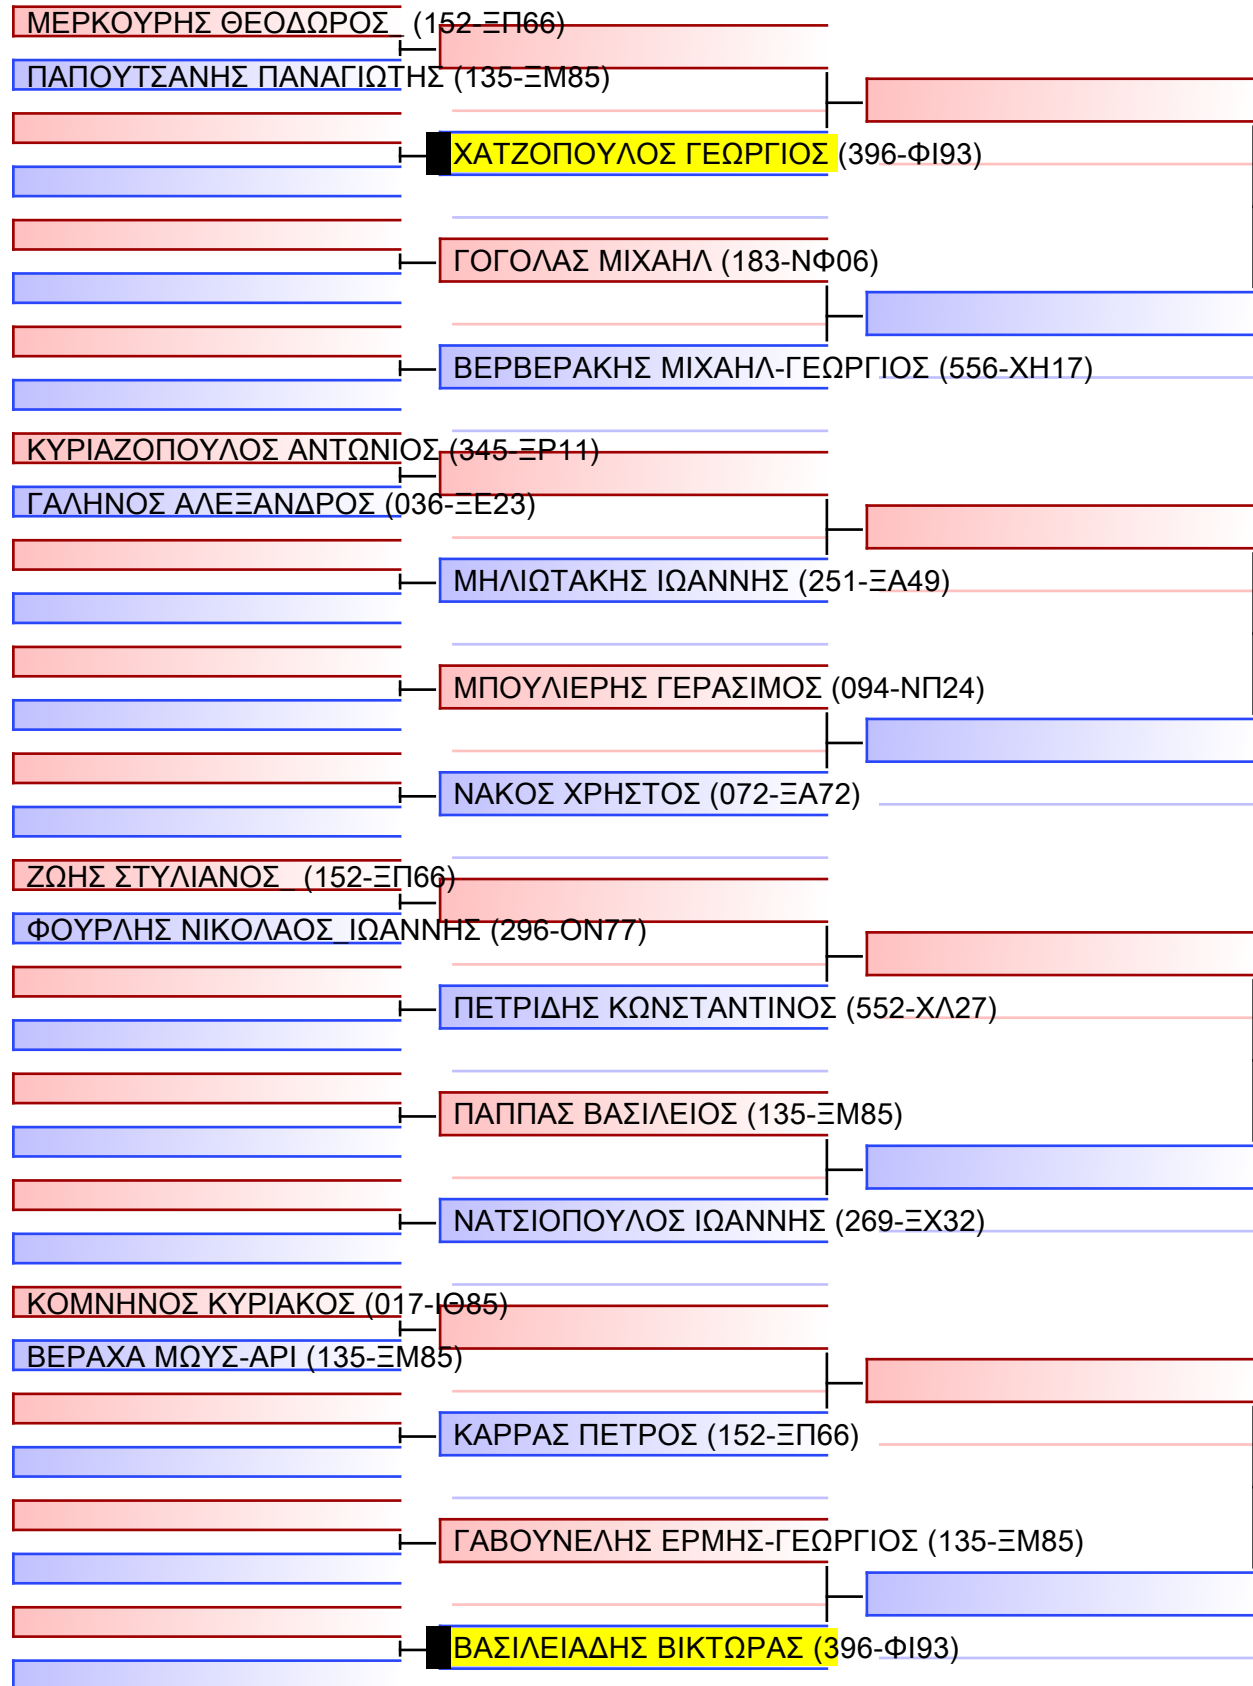 ΜΕΡΚΟΥΡΗΣ ΘΕΟΔΩΡΟΣ_ (152-ΞΠ66)
ΠΑΠΟΥΤΣΑΝΗΣ ΠΑΝΑΓΙΩΤΗΣ (135-ΞΜ85)
ΧΑΤΖΟΠΟΥΛΟΣ ΓΕΩΡΓΙΟΣ (396-ΦΙ93)
ΓΟΓΟΛΑΣ ΜΙΧΑΗΛ (183-ΝΦ06)
ΒΕΡΒΕΡΑΚΗΣ ΜΙΧΑΗΛ-ΓΕΩΡΓΙΟΣ (556-ΧΗ17)
ΚΥΡΙΑΖΟΠΟΥΛΟΣ ΑΝΤΩΝΙΟΣ (345-ΞΡ11)
ΓΑΛΗΝΟΣ ΑΛΕΞΑΝΔΡΟΣ (036-ΞΕ23)
ΜΗΛΙΩΤΑΚΗΣ ΙΩΑΝΝΗΣ (251-ΞΑ49)
ΜΠΟΥΛΙΕΡΗΣ ΓΕΡΑΣΙΜΟΣ (094-ΝΠ24)
ΝΑΚΟΣ ΧΡΗΣΤΟΣ (072-ΞΑ72)
ΖΩΗΣ ΣΤΥΛΙΑΝΟΣ_ (152-ΞΠ66)
ΦΟΥΡΛΗΣ ΝΙΚΟΛΑΟΣ_ΙΩΑΝΝΗΣ (296-ΟΝ77)
ΠΕΤΡΙΔΗΣ ΚΩΝΣΤΑΝΤΙΝΟΣ (552-ΧΛ27)
ΠΑΠΠΑΣ ΒΑΣΙΛΕΙΟΣ (135-ΞΜ85)
ΝΑΤΣΙΟΠΟΥΛΟΣ ΙΩΑΝΝΗΣ (269-ΞΧ32)
ΚΟΜΝΗΝΟΣ ΚΥΡΙΑΚΟΣ (017-ΙΘ85)
ΒΕΡΑΧΑ ΜΩΥΣ-ΑΡΙ (135-ΞΜ85)
ΚΑΡΡΑΣ ΠΕΤΡΟΣ (152-ΞΠ66)
ΓΑΒΟΥΝΕΛΗΣ ΕΡΜΗΣ-ΓΕΩΡΓΙΟΣ (135-ΞΜ85)
ΒΑΣΙΛΕΙΑΔΗΣ ΒΙΚΤΩΡΑΣ (396-ΦΙ93)